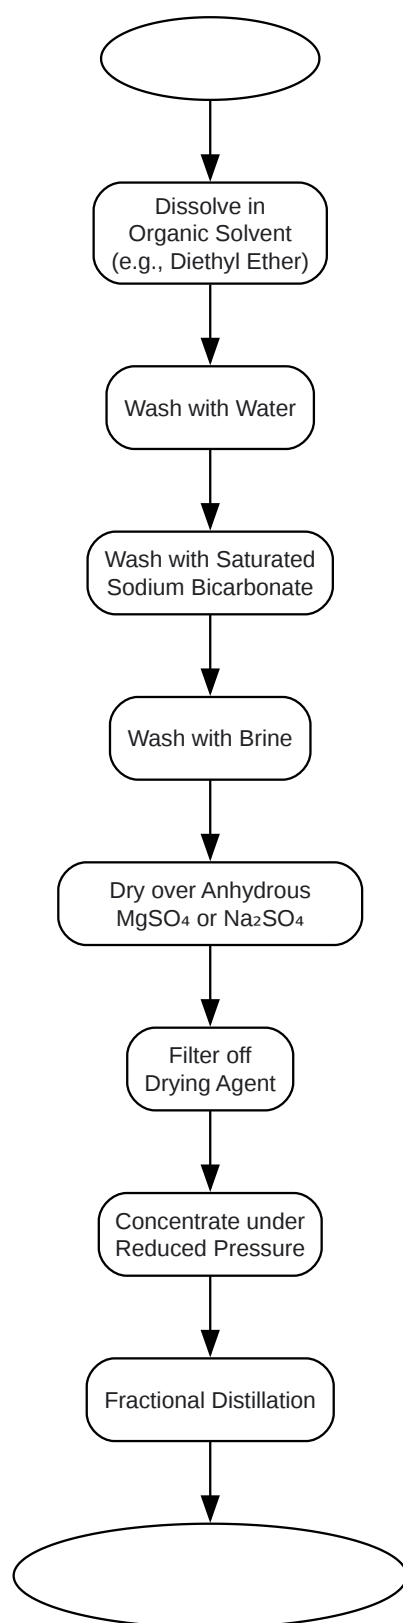 Dissolve in
Organic Solvent
(e.g., Diethyl Ether)
Wash with Water
Wash with Saturated
Sodium Bicarbonate
Wash with Brine
Dry over Anhydrous
MgSO₄ or Na₂SO₄
Filter off
Drying Agent
Concentrate under
Reduced Pressure
Fractional Distillation